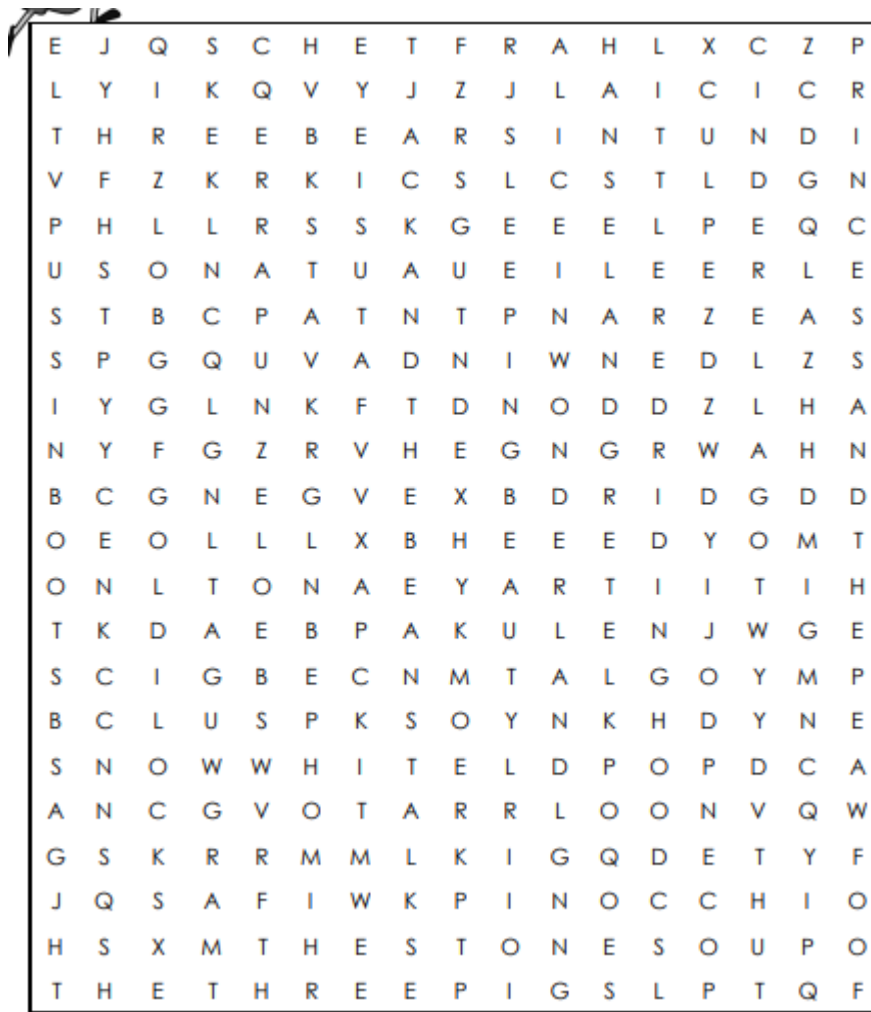 E J Q S C H E T F R A H L X C Z P
L Y I K Q V Y J Z J L A I C I C R
T H R E E B E A R S I N T U N D I
V F Z K R K I C S L C S T L D G N
P H L L R S S K G E E E L P E Q C
U S O N A T U A U E I L E E R L E
S T B C P A T N T P N A R Z E A S
S P G Q U V A D N I W N E D L Z S
I Y G L N K F T D N O D D Z L H A
N Y F G Z R V H E G N G R W A H N
B C G N E G V E X B D R I D G D D
O E O L L L X B H E E E D Y O M T
O N L T O N A E Y A R T I I T I H
T K D A E B P A K U L E N J W G E
S C I G B E C N M T A L G O Y M P
B C L U S P K S O Y N K H D Y N E
S N O W W H I T E L D P O P D C A
A N C G V O T A R R L O O N V Q W
G S K R R M M L K I G Q D E T Y F
J Q S A F I W K P I N O C C H I O
H S X M T H E S T O N E S O U P O
T H E T H R E E P I G S L P T Q F